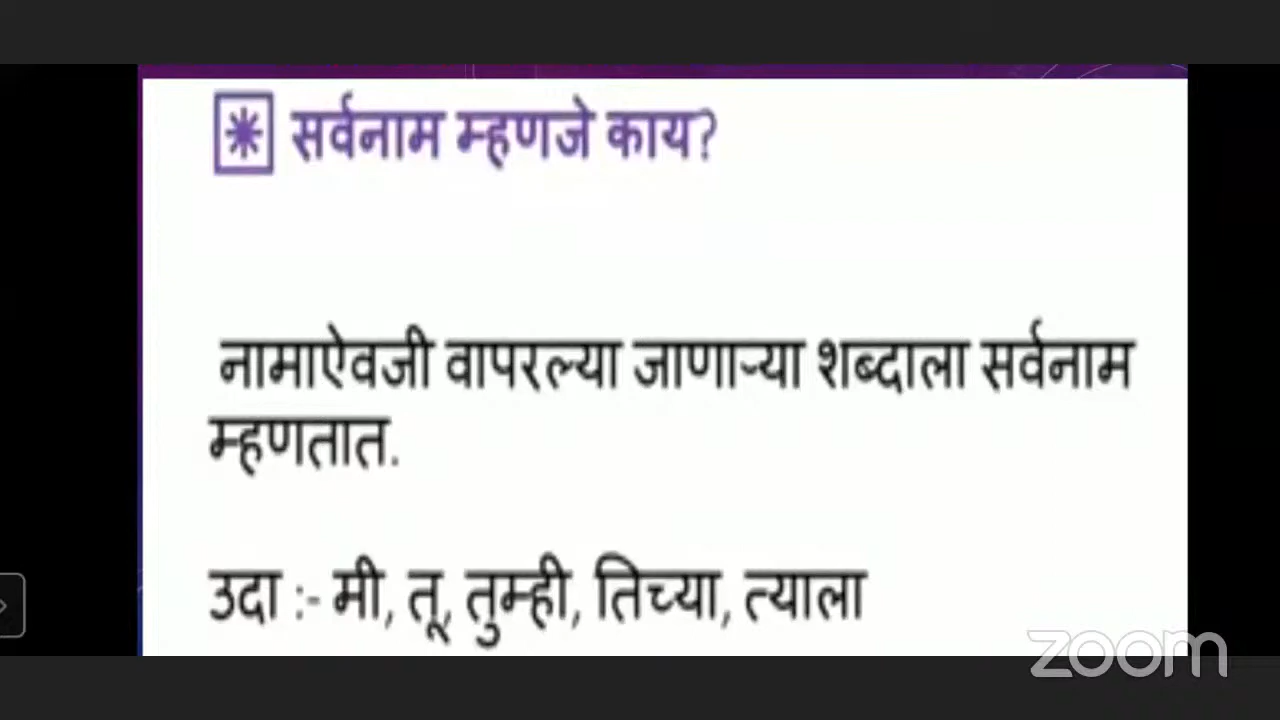 सर्वनाम म्हणजे काय?
नामाऐवजी वापरल्या जाणाऱ्या शब्दाला सर्वनाम
म्हणतात.
उदा :- मी, तू, तुम्ही, तिच्या, त्याला
zoom